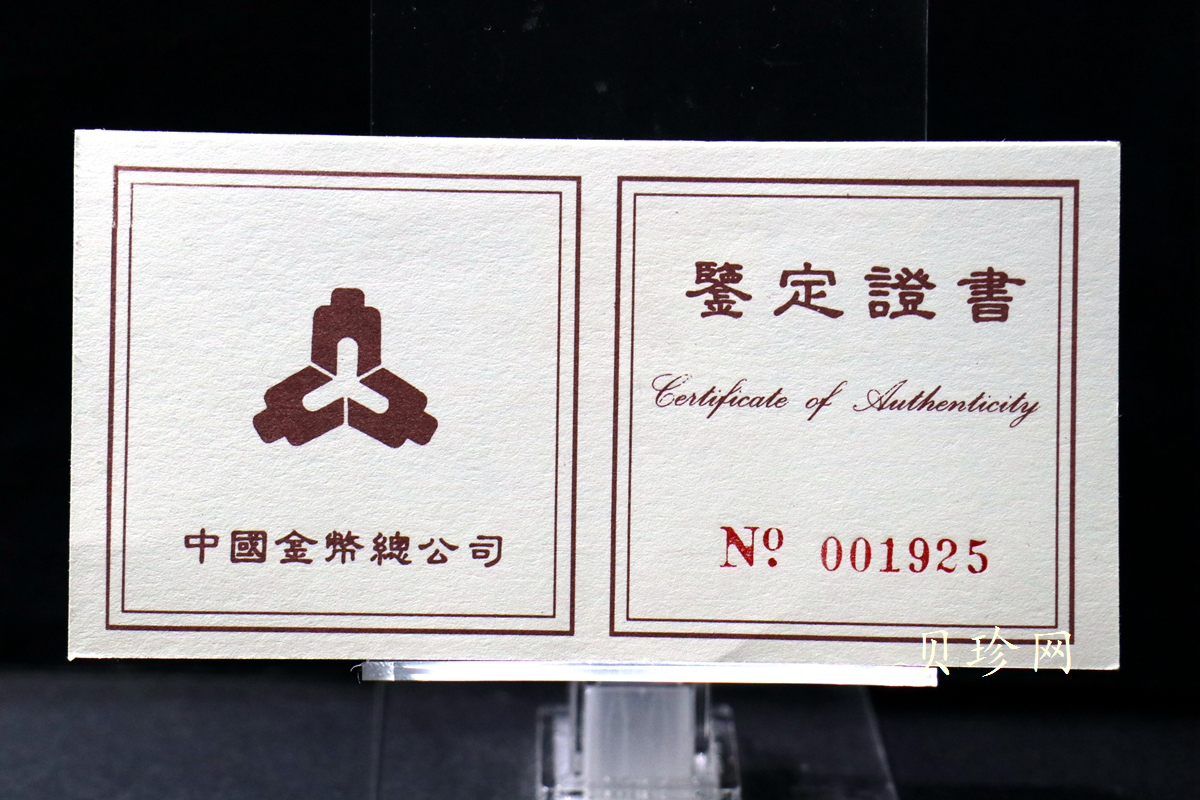 中國金幣總公司
鑒定證書
Certificate of Authenticity
Nº 001925
贝珍网